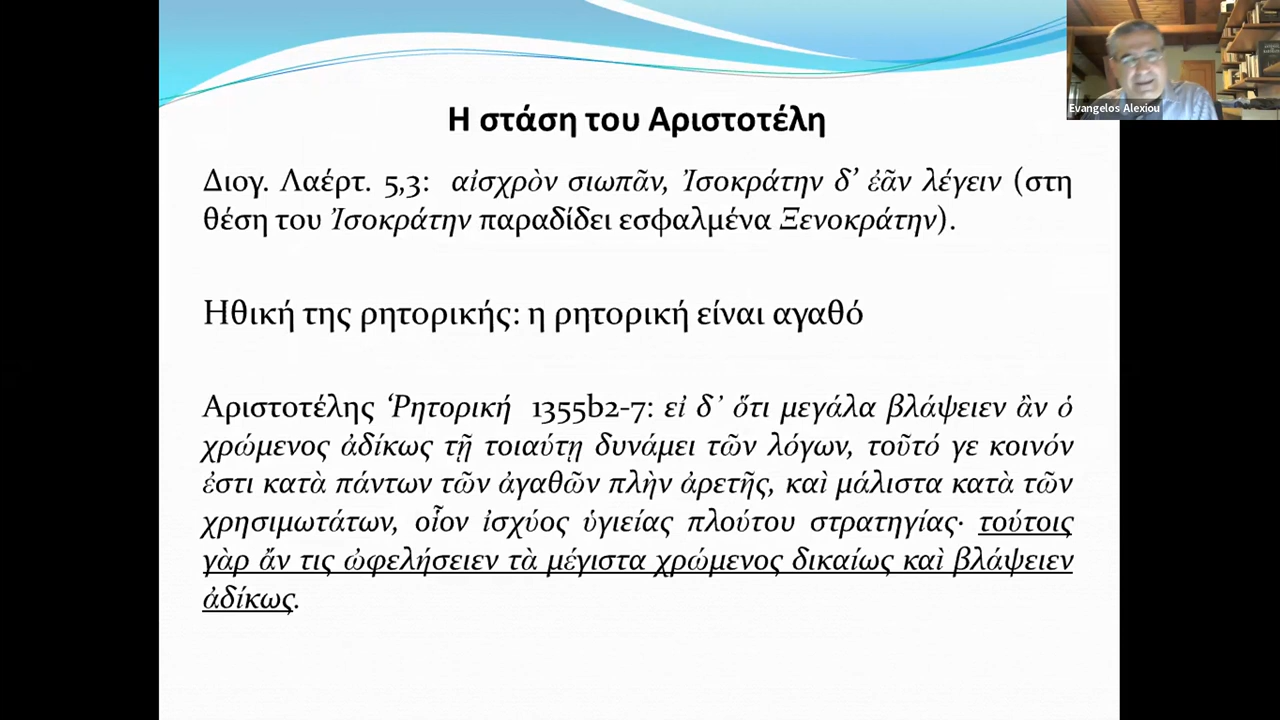 Evangelos Alexiou
Η στάση του Αριστοτέλη
Διογ. Λαέρτ. 5,3: αἰσχρὸν σιωπᾶν, Ἰσοκράτην δ’ ἐᾶν λέγειν (στη
θέση του Ἰσοκράτην παραδίδει εσφαλμένα Ξενοκράτην).
Ηθική της ρητορικής: η ρητορική είναι αγαθό
Αριστοτέλης Ῥητορική 1355b2-7: εἰ δ᾽ ὅτι μεγάλα βλάψειεν ἂν ὁ
χρώμενος ἀδίκως τῇ τοιαύτῃ δυνάμει τῶν λόγων, τοῦτό γε κοινόν
ἐστι κατὰ πάντων τῶν ἀγαθῶν πλὴν ἀρετῆς, καὶ μάλιστα κατὰ τῶν
χρησιμωτάτων, οἷον ἰσχύος ὑγιείας πλούτου στρατηγίας· τούτοις
γὰρ ἄν τις ὠφελήσειεν τὰ μέγιστα χρώμενος δικαίως καὶ βλάψειεν
ἀδίκως.